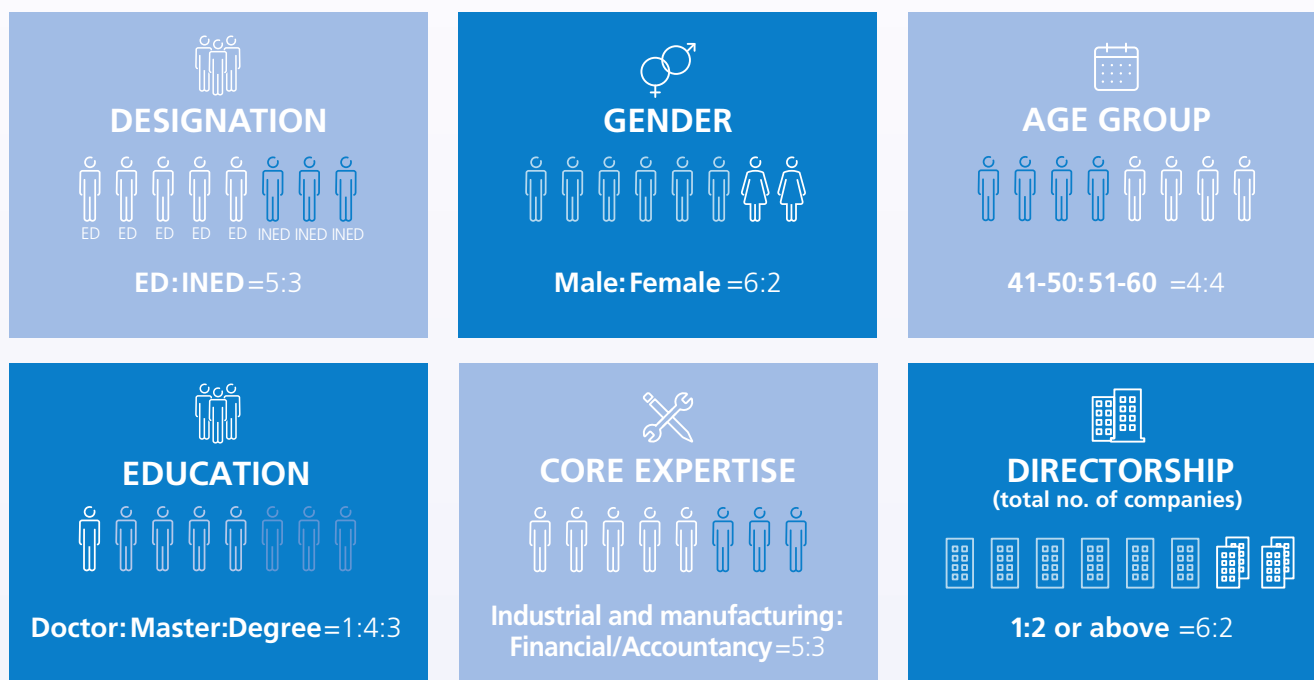 DESIGNATION
ED ED ED ED ED INED INED INED
ED:INED=5:3
GENDER
Male:Female=6:2
AGE GROUP
41-50:51-60 =4:4
EDUCATION
Doctor:Master:Degree=1:4:3
CORE EXPERTISE
Industrial and manufacturing:
Financial/Accountancy=5:3
DIRECTORSHIP
(total no. of companies)
1:2 or above =6:2